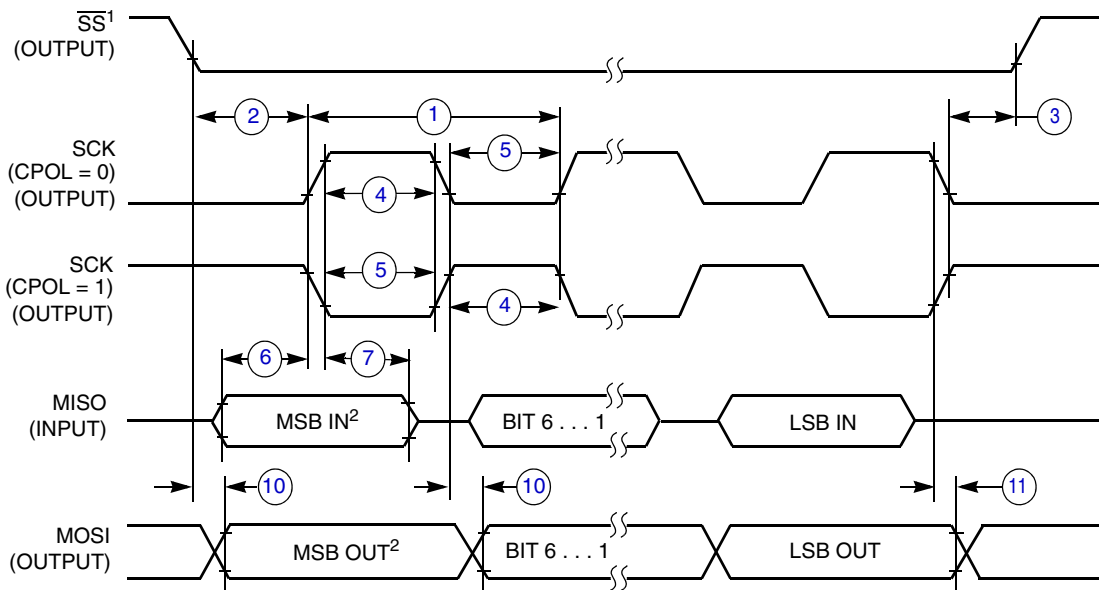 SS¹
(OUTPUT)
2
1
3
SCK
(CPOL = 0)
(OUTPUT)
5
4
SCK
(CPOL = 1)
(OUTPUT)
5
4
6
7
MISO
(INPUT)
MSB IN²
BIT 6 . . . 1
LSB IN
10
10
11
MOSI
(OUTPUT)
MSB OUT²
BIT 6 . . . 1
LSB OUT